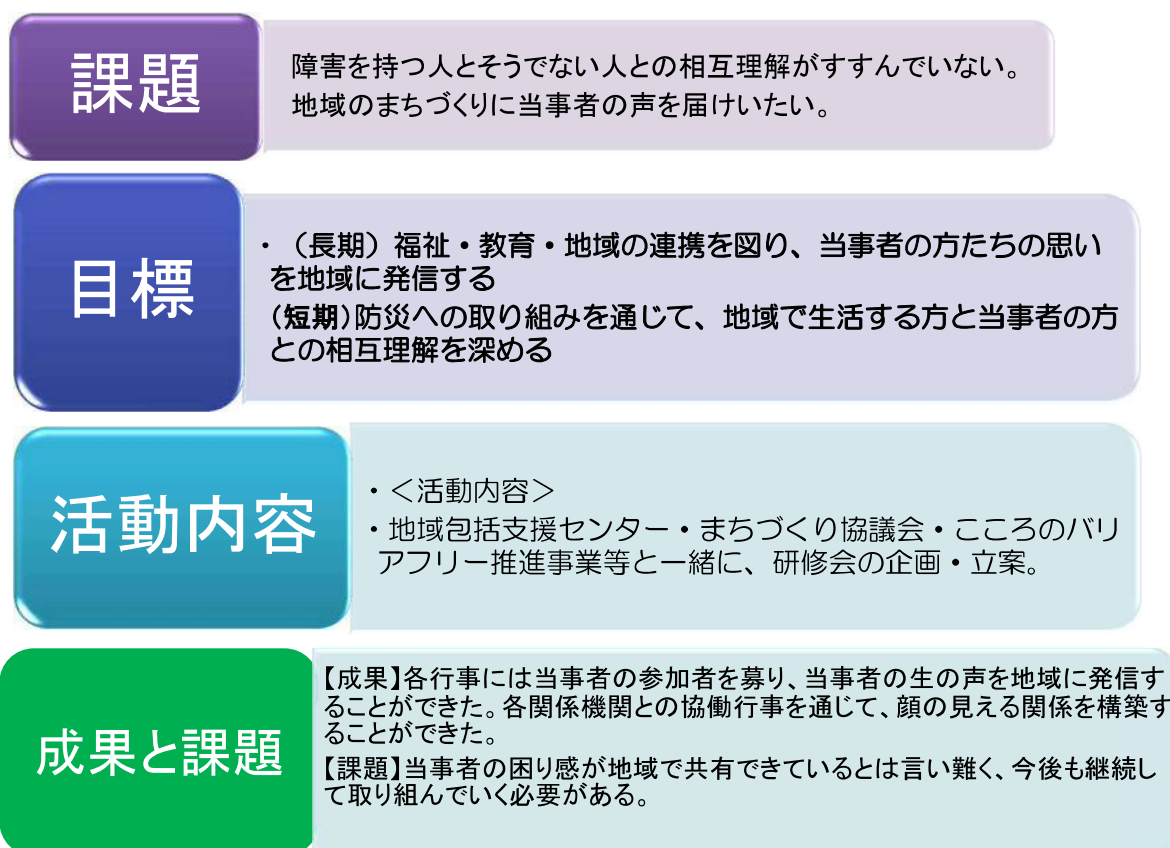 課題
障害を持つ人とそうでない人との相互理解がすすんでいない。
地域のまちづくりに当事者の声を届けいたい。
目標
・（長期）福祉・教育・地域の連携を図り、当事者の方たちの思い
を地域に発信する
(短期)防災への取り組みを通じて、地域で生活する方と当事者の方
との相互理解を深める
活動内容
・＜活動内容＞
・地域包括支援センター・まちづくり協議会・こころのバリ
アフリー推進事業等と一緒に、研修会の企画・立案。
成果と課題
【成果】各行事には当事者の参加者を募り、当事者の生の声を地域に発信す
ることができた。各関係機関との協働行事を通じて、顔の見える関係を構築す
ることができた。
【課題】当事者の困り感が地域で共有できているとは言い難く、今後も継続し
て取り組んでいく必要がある。